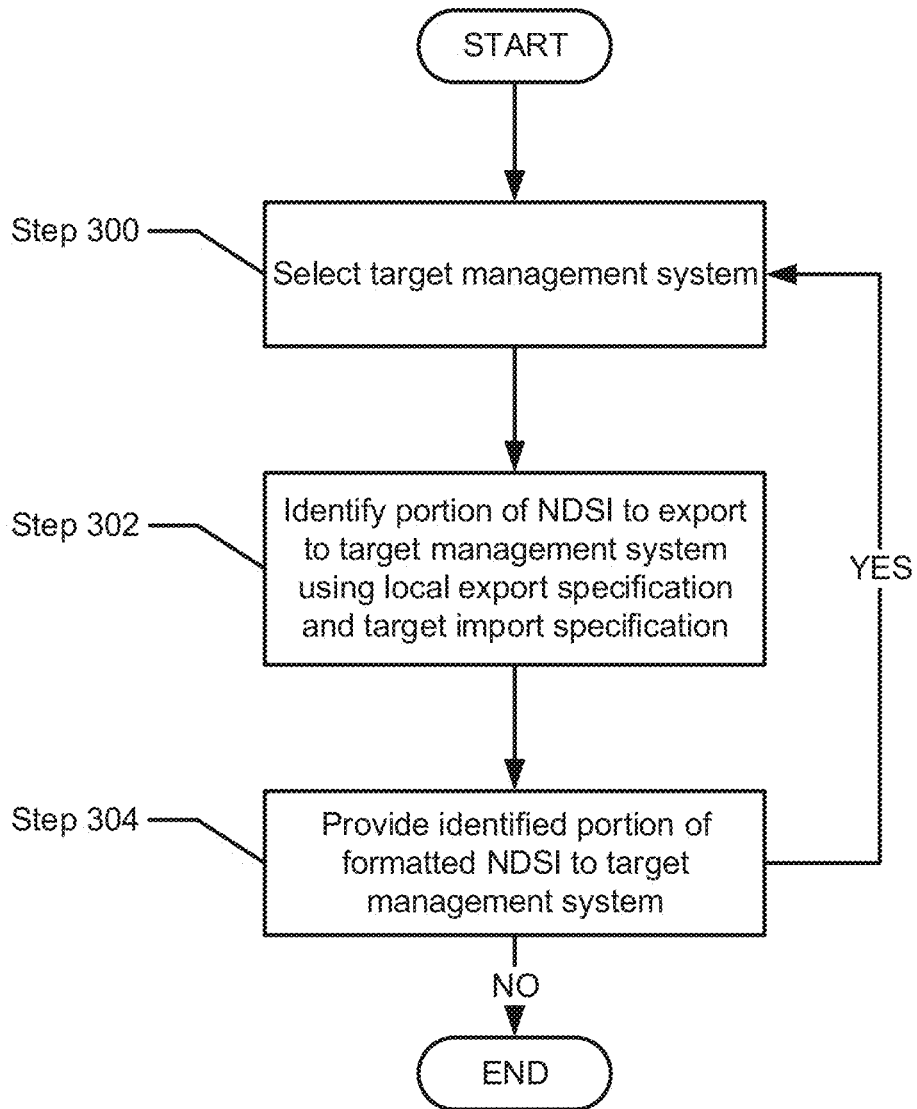 START
Step 300
Select target management system
Step 302
Identify portion of NDSI to export
to target management system
using local export specification
and target import specification
YES
Step 304
Provide identified portion of
formatted NDSI to target
management system
NO
END